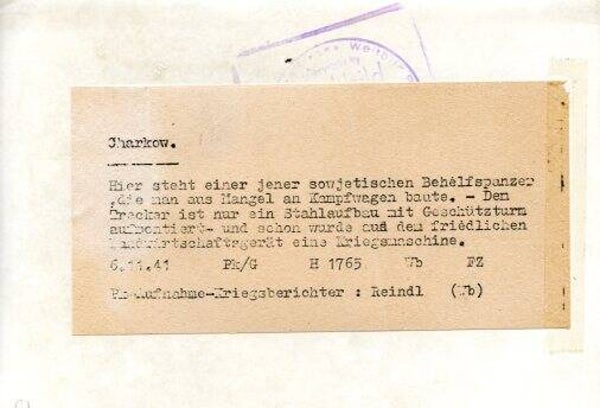 Charkow.
Hier steht einer jener sowjetischen Behelfspanzer
,die man aus Mangel an Kampfwagen baute. - Dem
Trecker ist nur ein Stahlaufbau mit Geschützturm
aufmontiert- und schon wurde aus dem friedlichen
Landwirtschaftsgerät eine Kriegsmaschine.
6.11.41 Pk/G H 1765 Wb FZ
PK-Aufnahme-Kriegsberichter : Reindl (Wb)